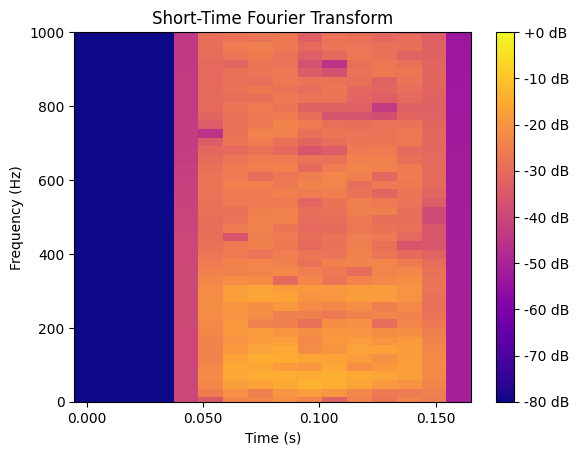 Short-Time Fourier Transform
1000
800
600
400
200
0
Frequency (Hz)
0.000
0.050
0.100
0.150
Time (s)
+0 dB
-10 dB
-20 dB
-30 dB
-40 dB
-50 dB
-60 dB
-70 dB
-80 dB